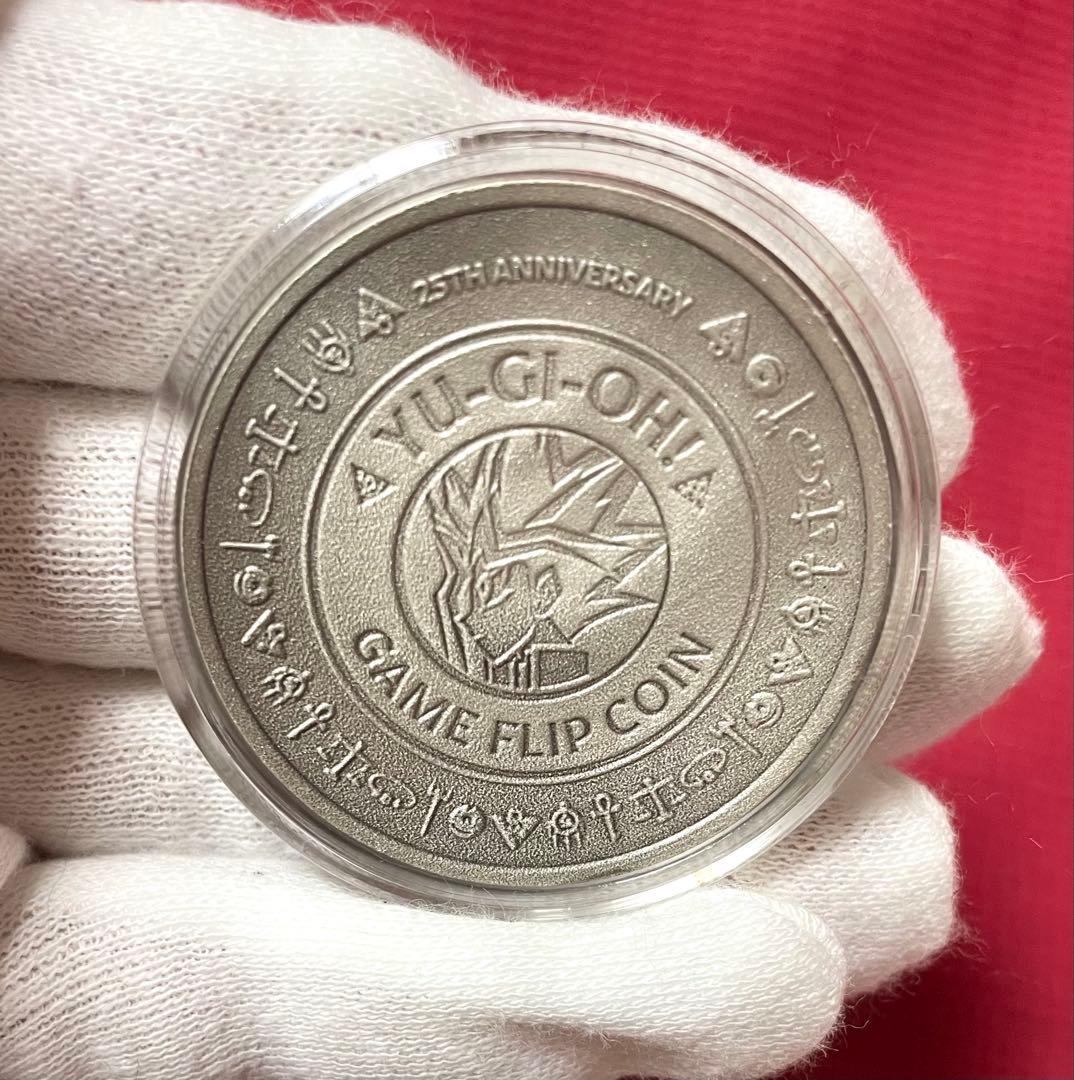 25TH ANNIVERSARY
YU-GI-OH!
GAME FLIP COIN